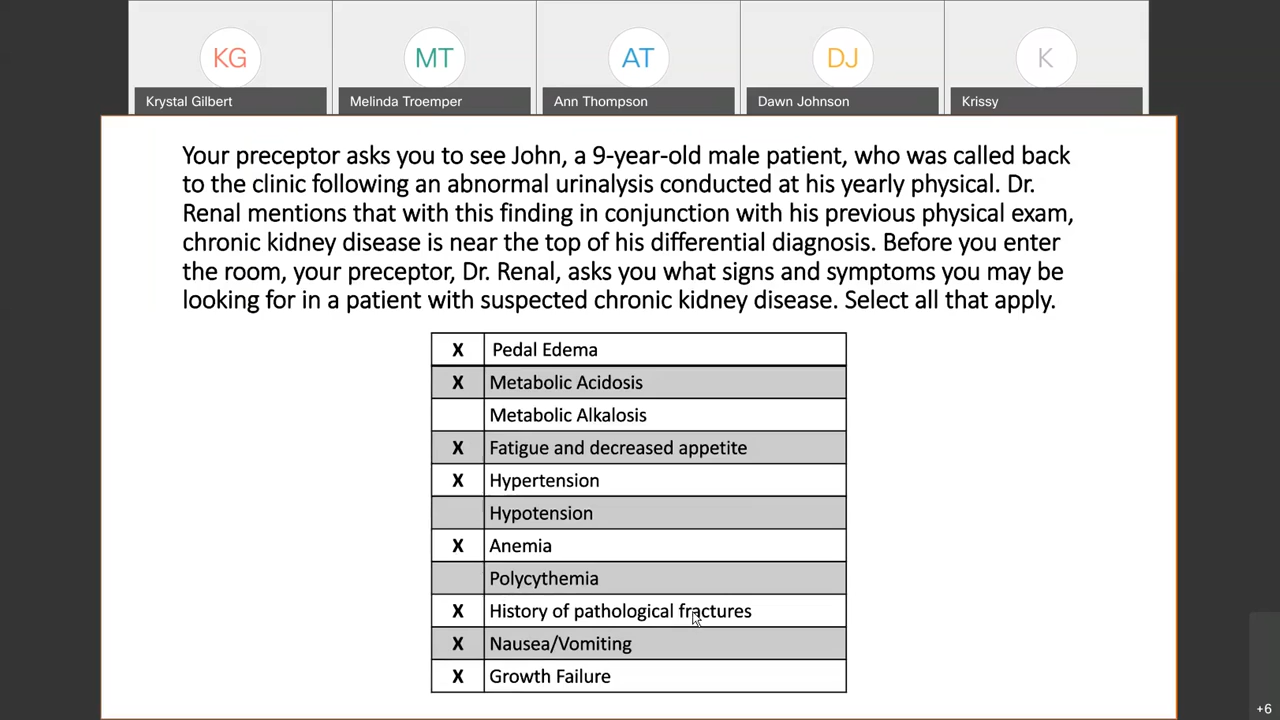 KG MT AT DJ K
Krystal Gilbert Melinda Troemper Ann Thompson Dawn Johnson Krissy
Your preceptor asks you to see John, a 9-year-old male patient, who was called back
to the clinic following an abnormal urinalysis conducted at his yearly physical. Dr.
Renal mentions that with this finding in conjunction with his previous physical exam,
chronic kidney disease is near the top of his differential diagnosis. Before you enter
the room, your preceptor, Dr. Renal, asks you what signs and symptoms you may be
looking for in a patient with suspected chronic kidney disease. Select all that apply.
X Pedal Edema
X Metabolic Acidosis
Metabolic Alkalosis
X Fatigue and decreased appetite
X Hypertension
Hypotension
X Anemia
Polycythemia
X History of pathological fractures
X Nausea/Vomiting
X Growth Failure
+6